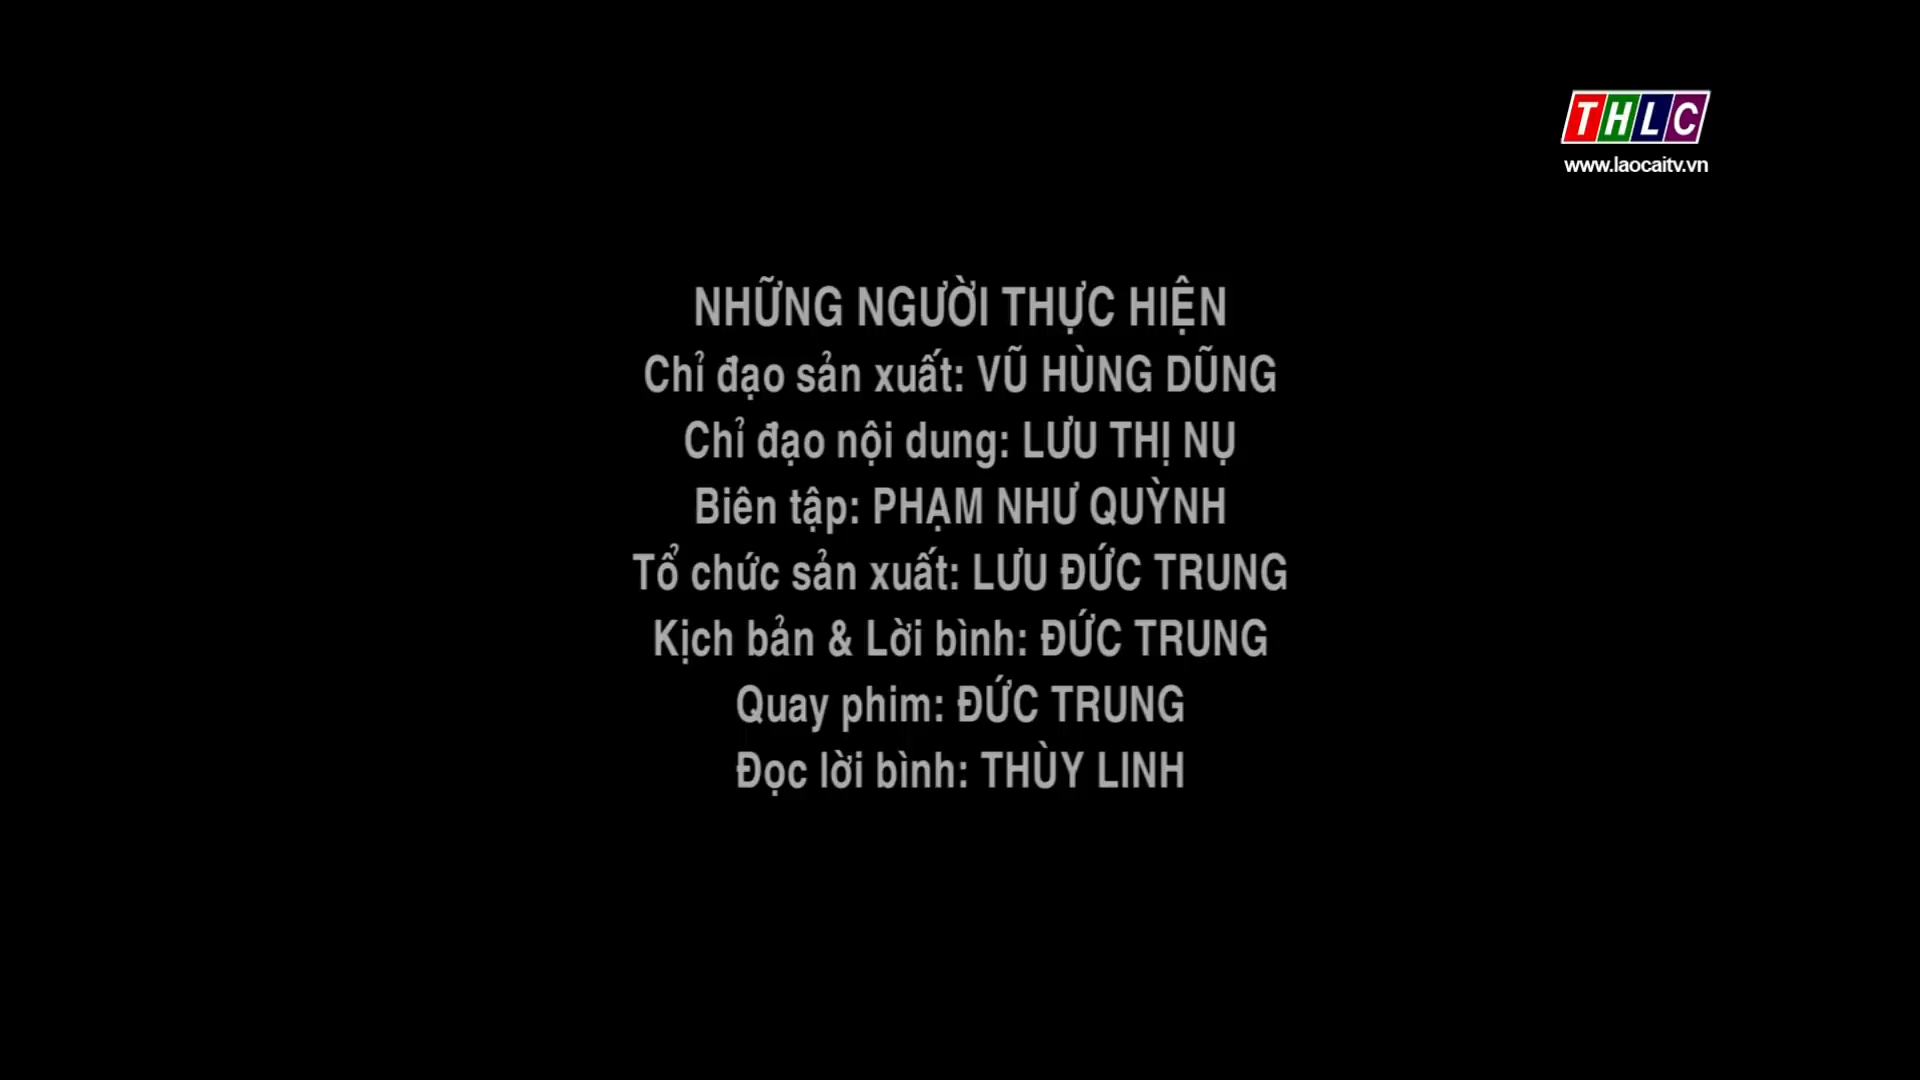 THLC
www.laocaitv.vn
NHỮNG NGƯỜI THỰC HIỆN
Chỉ đạo sản xuất: VŨ HÙNG DŨNG
Chỉ đạo nội dung: LƯU THỊ NỤ
Biên tập: PHẠM NHƯ QUỲNH
Tổ chức sản xuất: LƯU ĐỨC TRUNG
Kịch bản & Lời bình: ĐỨC TRUNG
Quay phim: ĐỨC TRUNG
Đọc lời bình: THÙY LINH